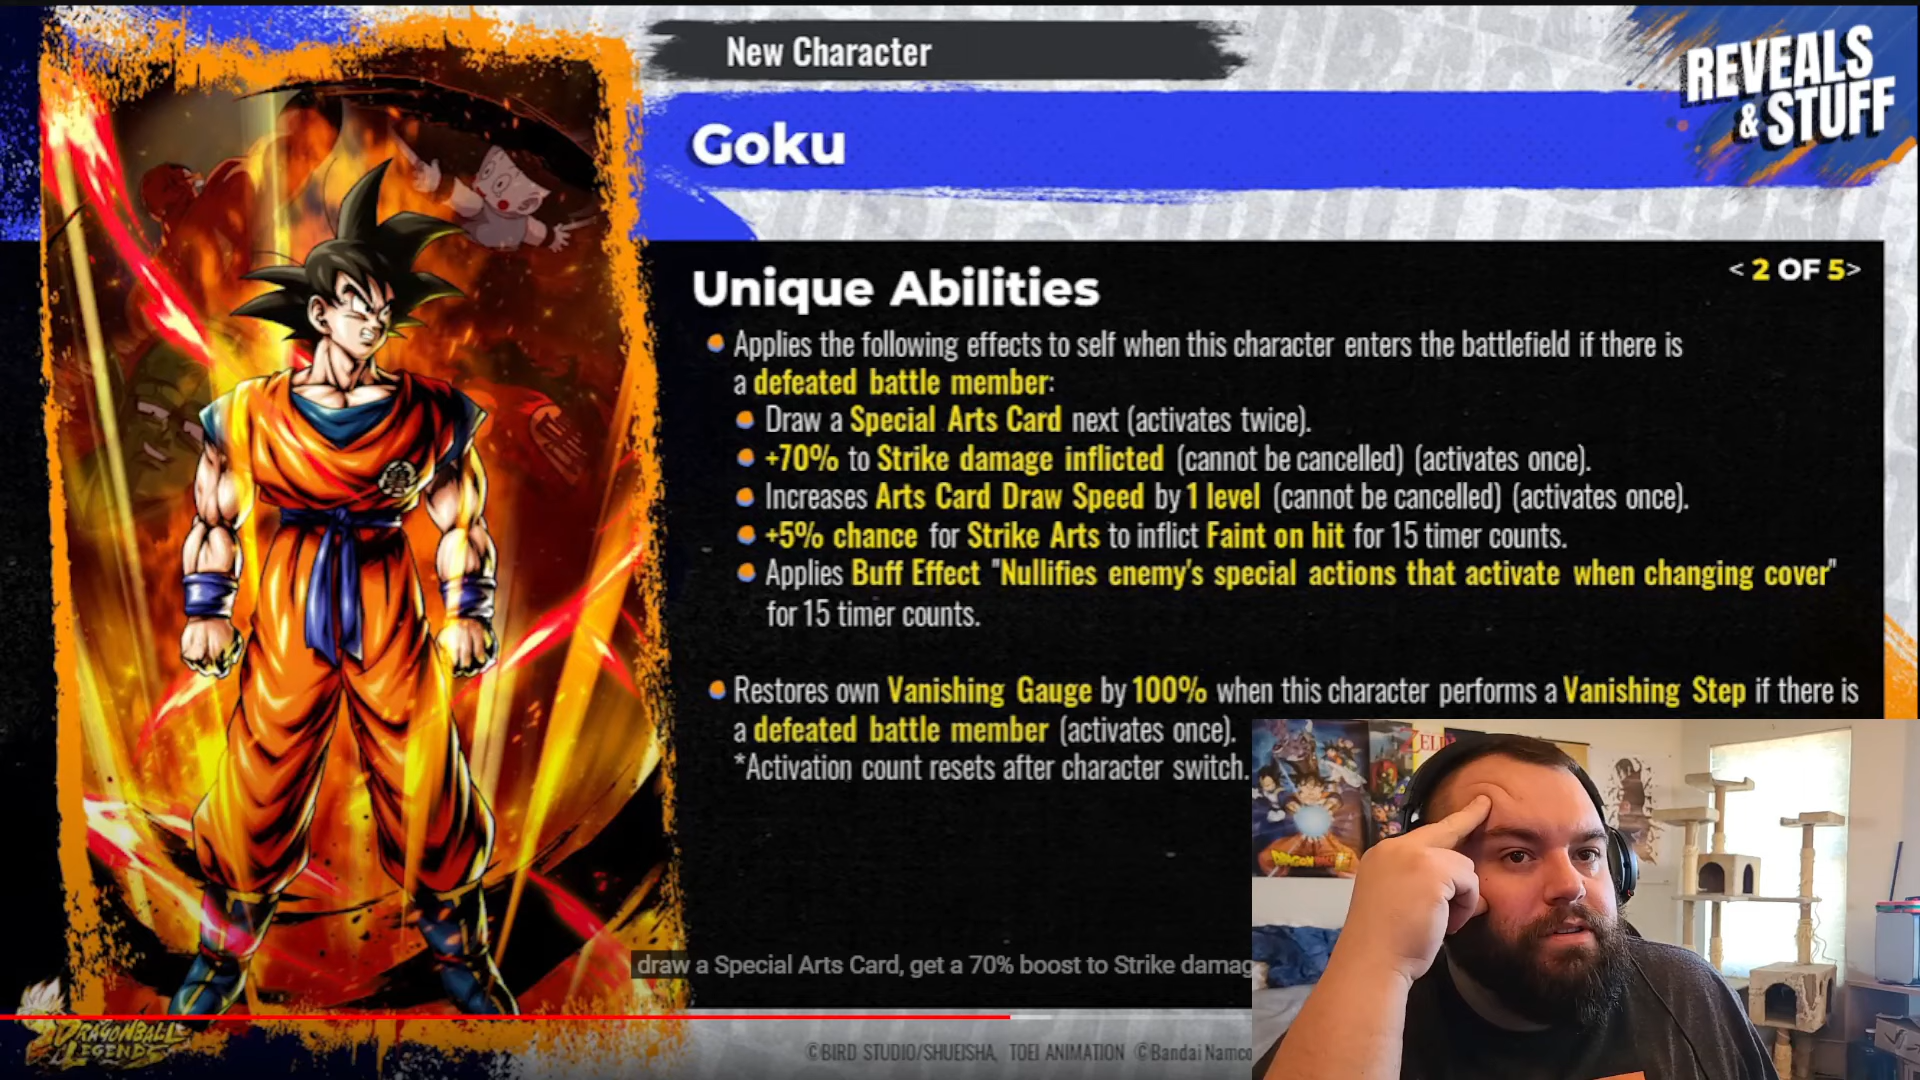 New Character
REVEALS
& STUFF
Goku
Unique Abilities
< 2 OF 5>
Applies the following effects to self when this character enters the battlefield if there is
a defeated battle member:
Draw a Special Arts Card next (activates twice).
+70% to Strike damage inflicted (cannot be cancelled) (activates once).
Increases Arts Card Draw Speed by 1 level (cannot be cancelled) (activates once).
+5% chance for Strike Arts to inflict Faint on hit for 15 timer counts.
Applies Buff Effect "Nullifies enemy's special actions that activate when changing cover"
for 15 timer counts.
Restores own Vanishing Gauge by 100% when this character performs a Vanishing Step if there is
a defeated battle member (activates once).
*Activation count resets after character switch.
draw a Special Arts Card, get a 70% boost to Strike damag
DRAGONBALL
LEGENDS
©BIRD STUDIO/SHUEISHA, TOEI ANIMATION ©Bandai Namco